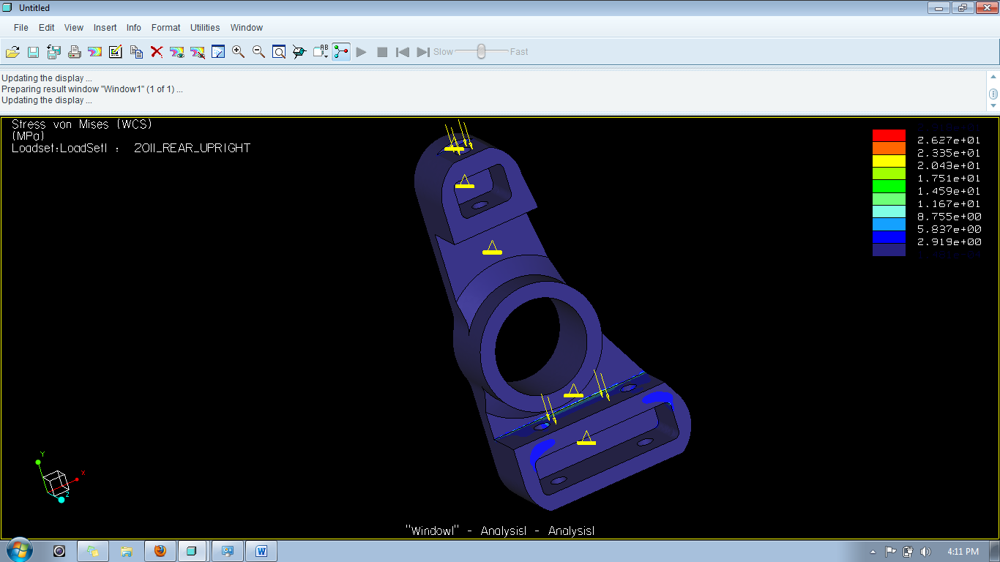 Untitled
File Edit View Insert Info Format Utilities Window
AB
Slow Fast
Updating the display ...
Preparing result window "Window1" (1 of 1) ...
Updating the display ...
Stress von Mises (WCS)
(MPa)
Loadset:LoadSet1 : 2011_REAR_UPRIGHT
2.627e+01
2.335e+01
2.043e+01
1.751e+01
1.459e+01
1.167e+01
8.755e+00
5.837e+00
2.919e+00
Y
X
Z
"Window1" - Analysis1 - Analysis1
W
4:11 PM